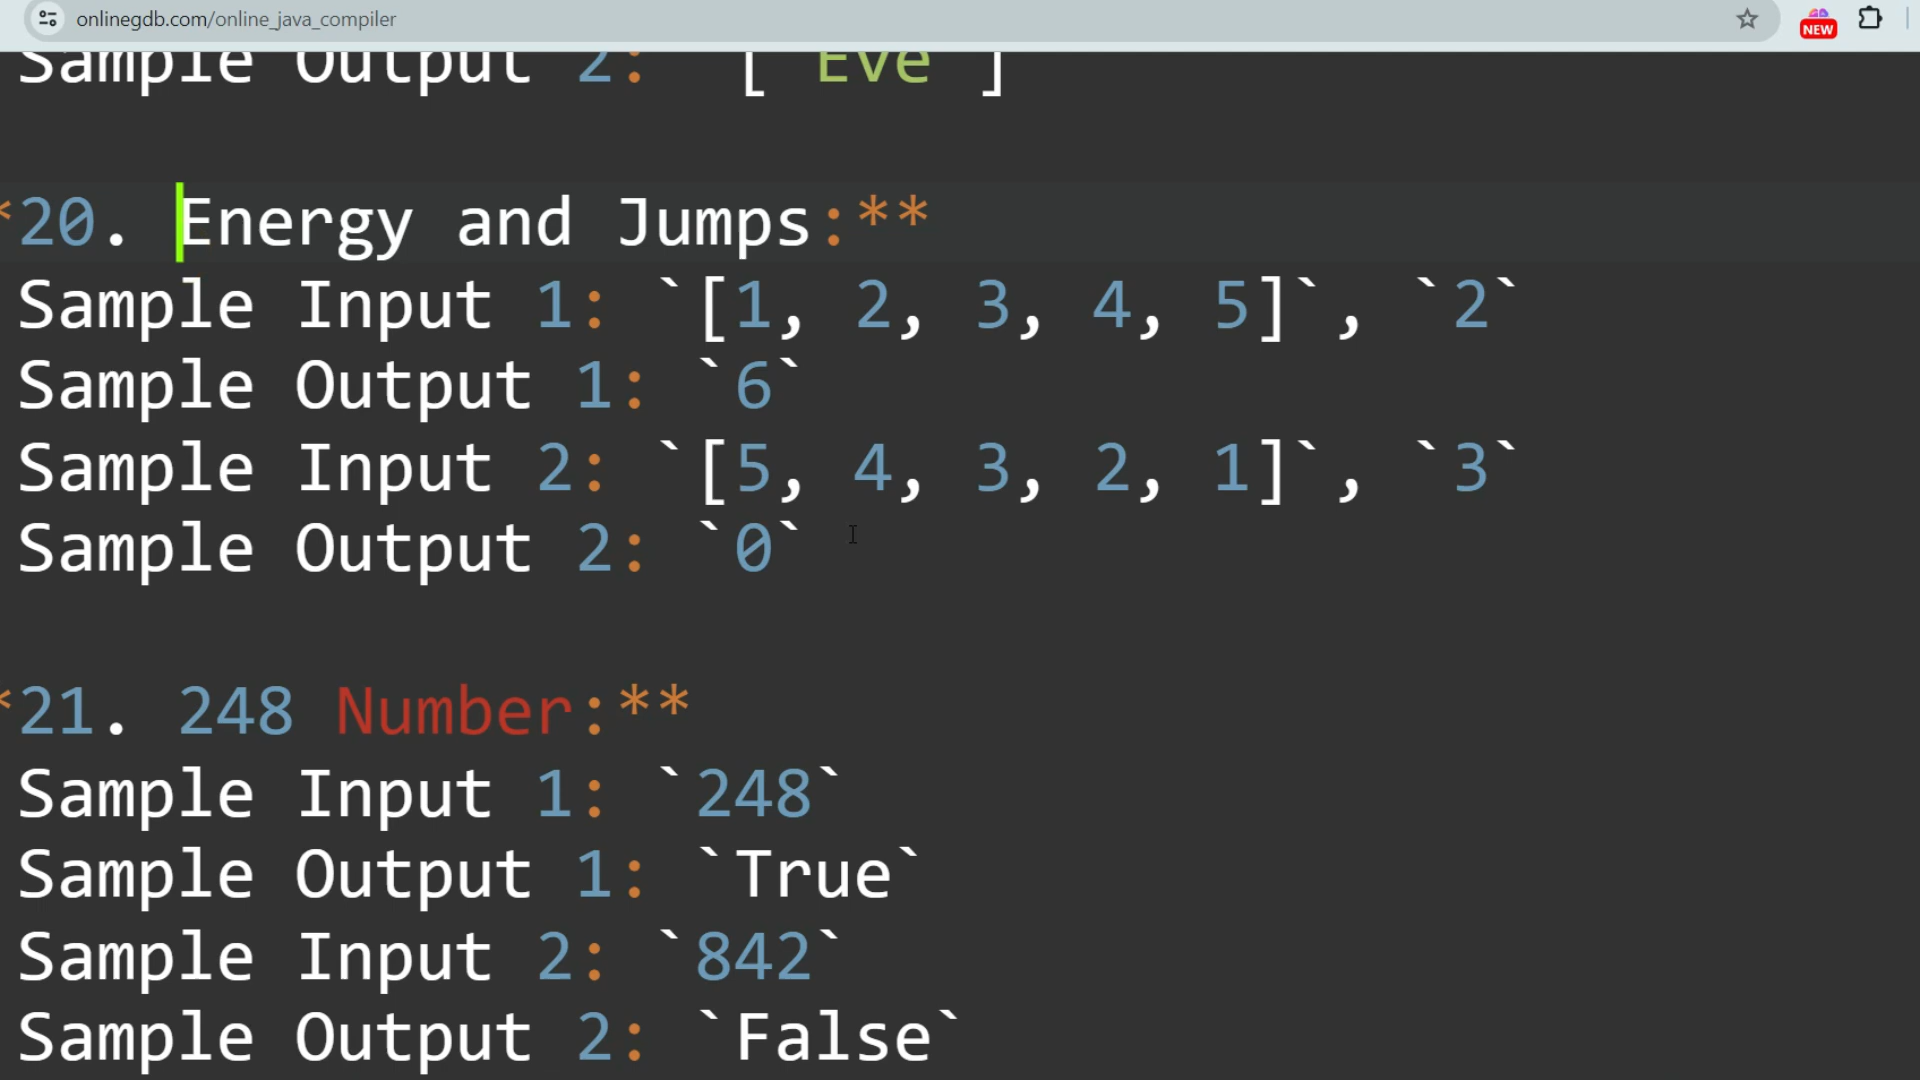 onlinegdb.com/online_java_compiler
NEW
Sample Output 2: ["Eve"]
*20. Energy and Jumps:**
Sample Input 1: `[1, 2, 3, 4, 5]`, `2`
Sample Output 1: `6`
Sample Input 2: `[5, 4, 3, 2, 1]`, `3`
Sample Output 2: `0`
*21. 248 Number:**
Sample Input 1: `248`
Sample Output 1: `True`
Sample Input 2: `842`
Sample Output 2: `False`